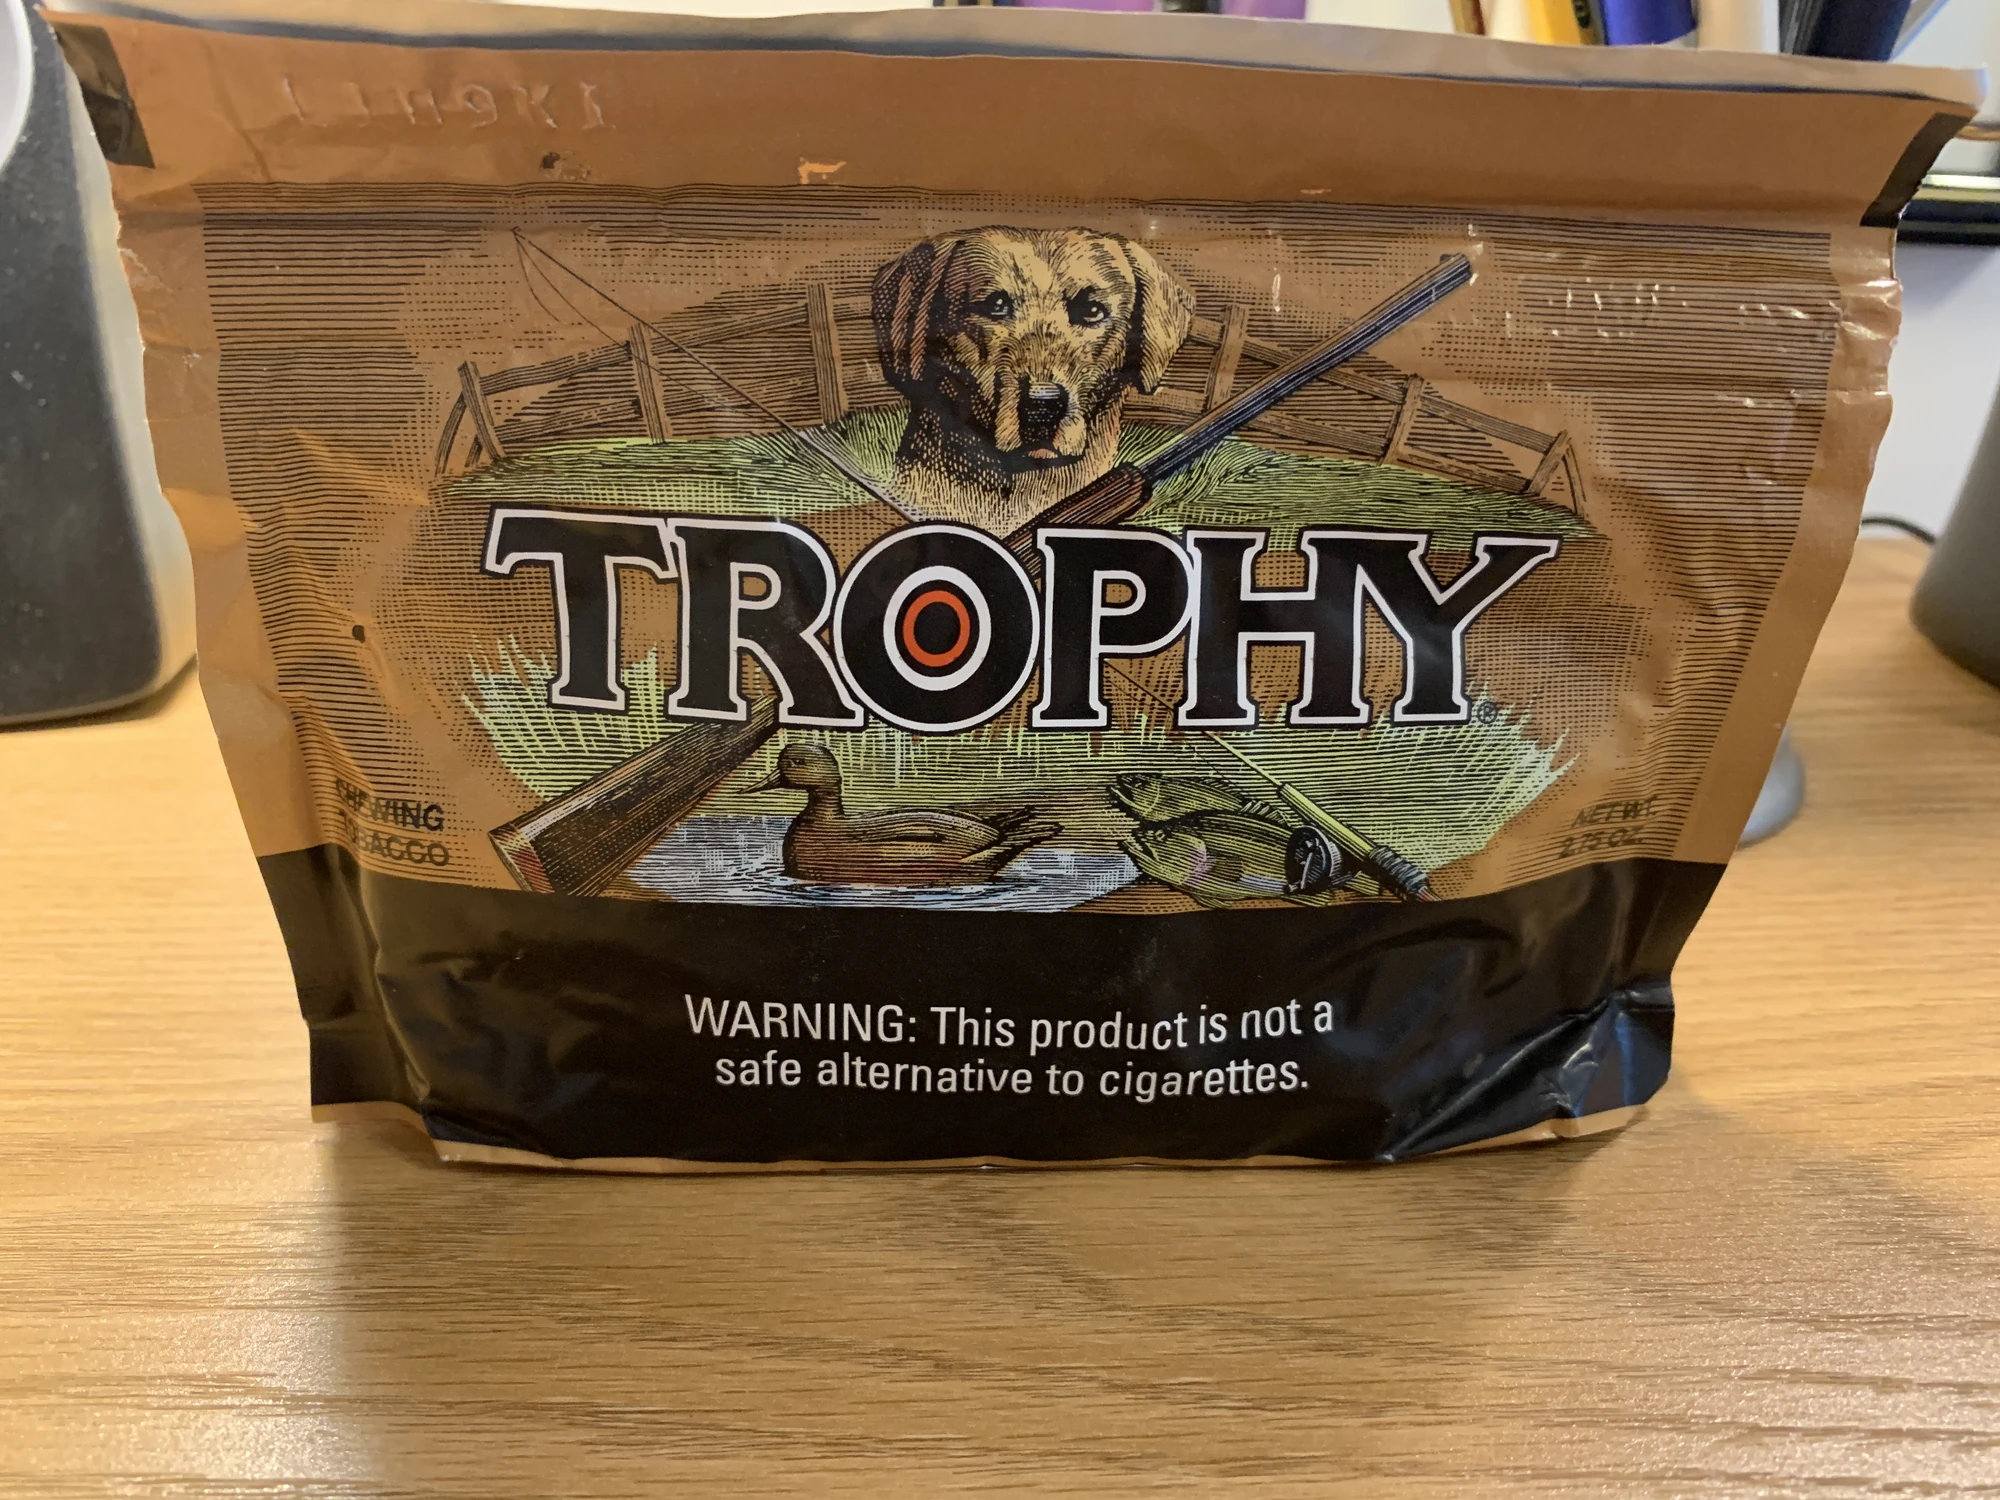 TROPHY®
CHEWING
TOBACCO
NET WT.
2.75 OZ.
WARNING: This product is not a
safe alternative to cigarettes.